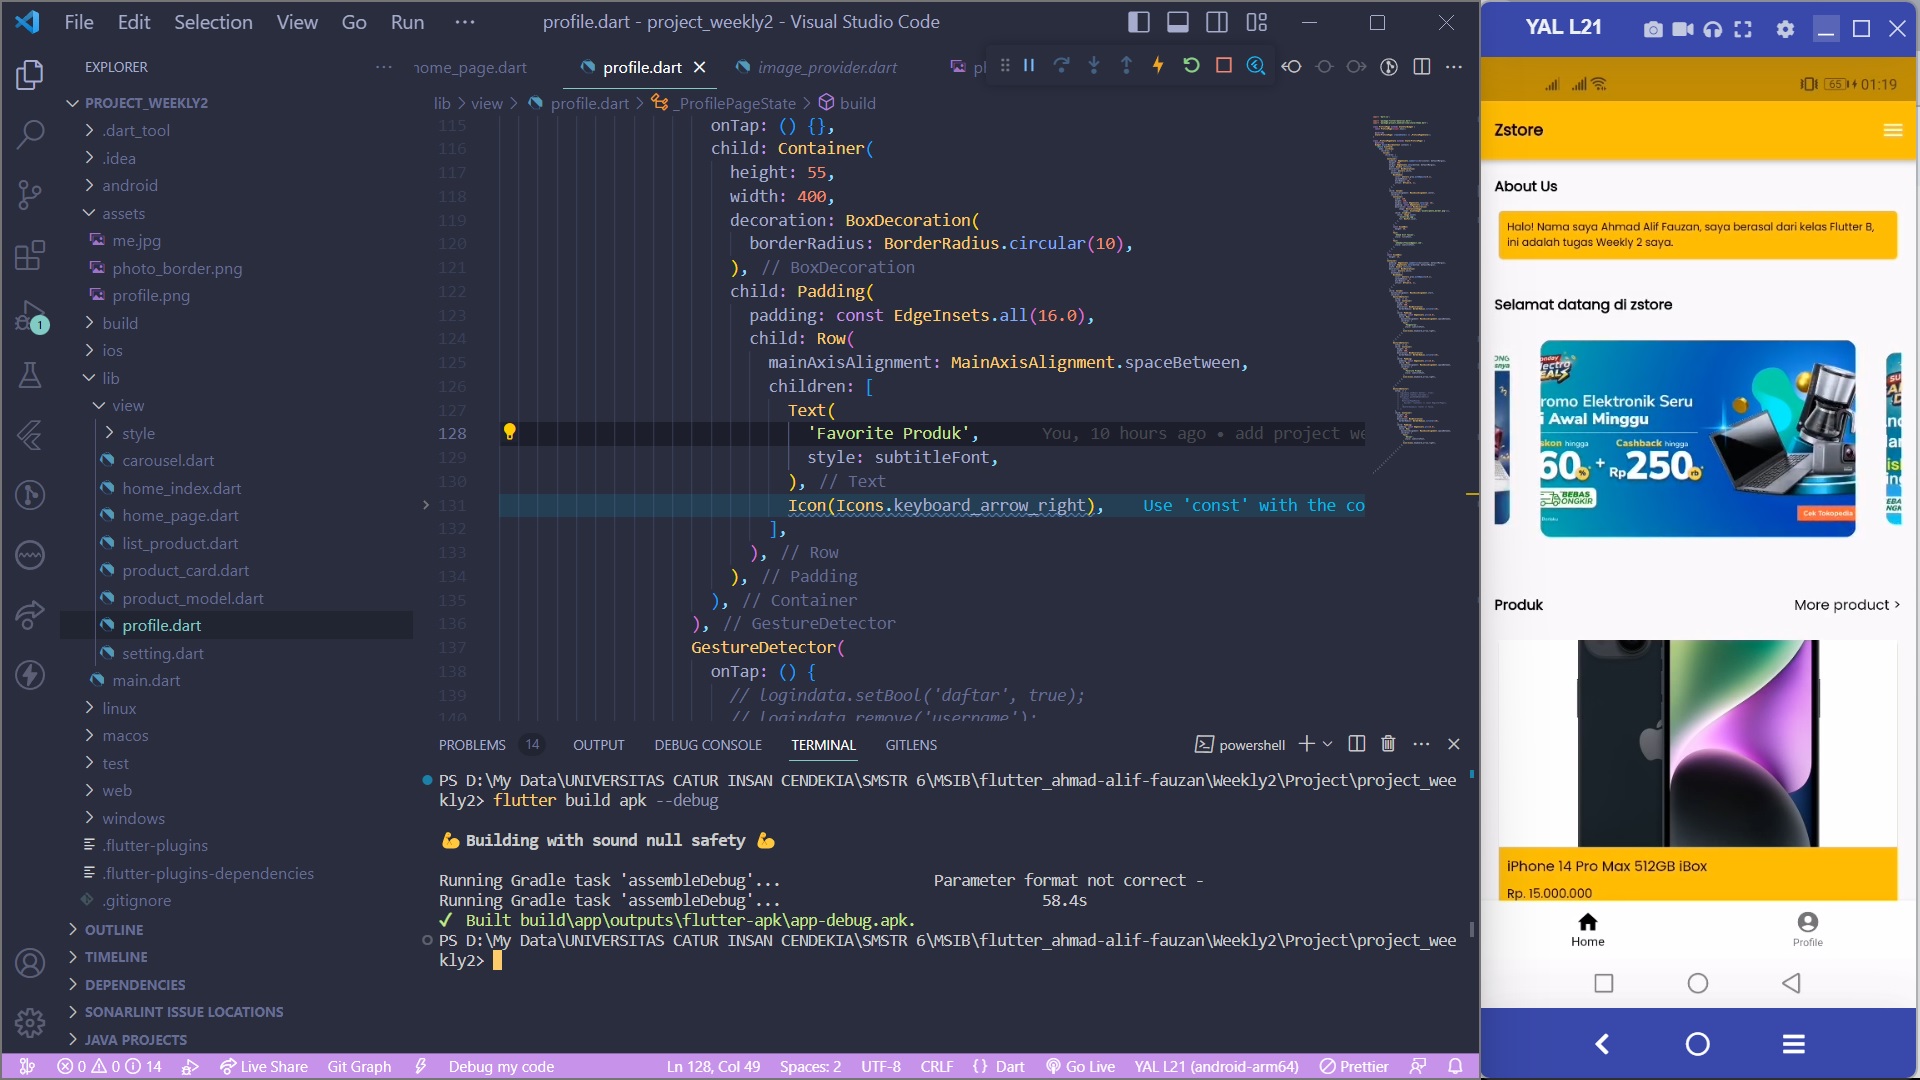 File Edit Selection View Go Run ··· profile.dart - project_weekly2 - Visual Studio Code
EXPLORER ···
PROJECT_WEEKLY2
.dart_tool
.idea
android
assets
me.jpg
photo_border.png
profile.png
build
ios
lib
view
style
carousel.dart
home_index.dart
home_page.dart
list_product.dart
product_card.dart
product_model.dart
profile.dart
setting.dart
main.dart
linux
macos
test
web
windows
.flutter-plugins
.flutter-plugins-dependencies
.gitignore
OUTLINE
TIMELINE
DEPENDENCIES
SONARLINT ISSUE LOCATIONS
JAVA PROJECTS
1
home_page.dart profile.dart image_provider.dart
lib > view > profile.dart > _ProfilePageState > build
115 onTap: () {},
116 child: Container(
117 height: 55,
118 width: 400,
119 decoration: BoxDecoration(
120 borderRadius: BorderRadius.circular(10),
121 ), // BoxDecoration
122 child: Padding(
123 padding: const EdgeInsets.all(16.0),
124 child: Row(
125 mainAxisAlignment: MainAxisAlignment.spaceBetween,
126 children: [
127 Text(
128 'Favorite Produk', You, 10 hours ago • add project we
129 style: subtitleFont,
130 ), // Text
131 Icon(Icons.keyboard_arrow_right), Use 'const' with the co
132 ],
133 ), // Row
134 ), // Padding
135 ), // Container
136 ), // GestureDetector
137 GestureDetector(
138 onTap: () {
139 // logindata.setBool('daftar', true);
140 // logindata.remove('username');
PROBLEMS 14 OUTPUT DEBUG CONSOLE TERMINAL GITLENS powershell
PS D:\My Data\UNIVERSITAS CATUR INSAN CENDEKIA\SMSTR 6\MSIB\flutter_ahmad-alif-fauzan\Weekly2\Project\project_wee
kly2> flutter build apk --debug
💪 Building with sound null safety 💪
Running Gradle task 'assembleDebug'... Parameter format not correct -
Running Gradle task 'assembleDebug'... 58.4s
✓ Built build\app\outputs\flutter-apk\app-debug.apk.
PS D:\My Data\UNIVERSITAS CATUR INSAN CENDEKIA\SMSTR 6\MSIB\flutter_ahmad-alif-fauzan\Weekly2\Project\project_wee
kly2>
0 0 14 Live Share Git Graph Debug my code Ln 128, Col 49 Spaces: 2 UTF-8 CRLF {} Dart Go Live YAL L21 (android-arm64) Prettier
YAL L21
65 01:19
Zstore
About Us
Halo! Nama saya Ahmad Alif Fauzan, saya berasal dari kelas Flutter B,
ini adalah tugas Weekly 2 saya.
Selamat datang di zstore
romo Elektronik Seru
i Awal Minggu
skon hingga Cashback hingga
60% + Rp250rb
BEBAS ONGKIR
Cek Tokopedia
Produk More product >
iPhone 14 Pro Max 512GB iBox
Rp. 15.000.000
Home Profile